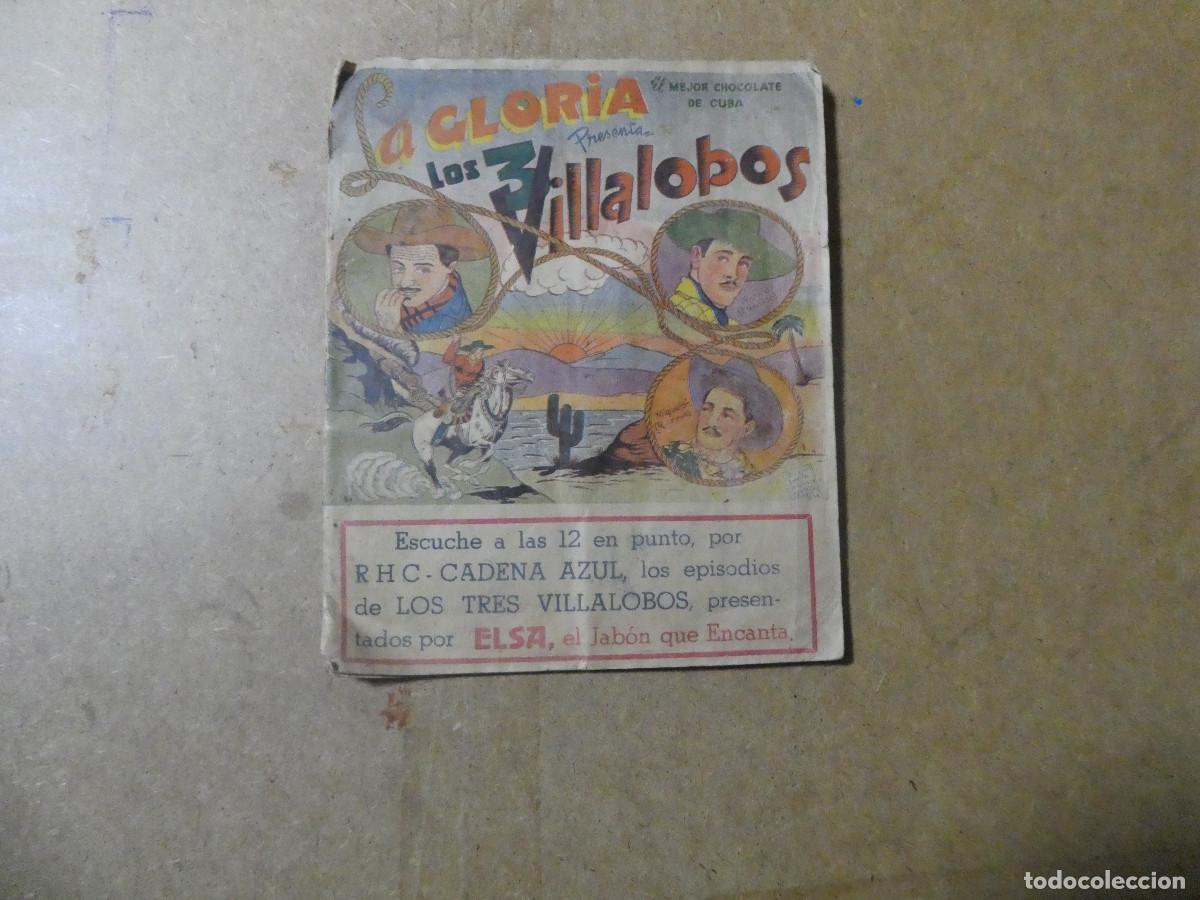 La GLORIA El MEJOR CHOCOLATE
DE CUBA
Presenta
Los 3 Villalobos
Escuche a las 12 en punto, por
RHC-CADENA AZUL, los episodios
de LOS TRES VILLALOBOS, presen-
tados por ELSA, el Jabón que Encanta.
todocoleccion